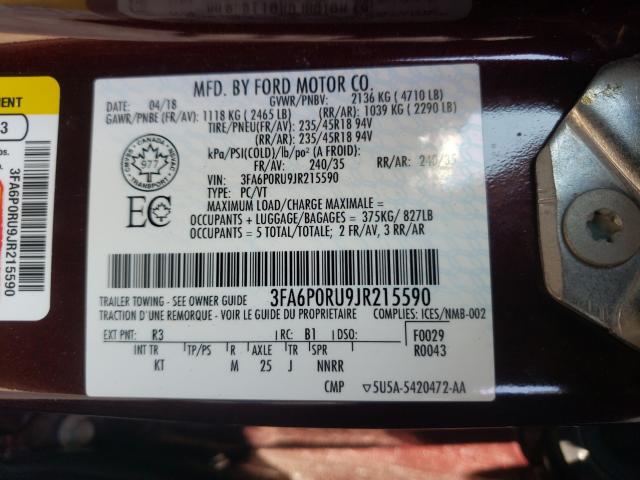 MFD. BY FORD MOTOR CO.
DATE: 04/18 GVWR/PNBV: 2136 KG ( 4710 LB)
GAWR/PNBE (FR/AV): 1118 KG ( 2465 LB) (RR/AR): 1039 KG ( 2290 LB)
TIRE/PNEU(FR/AV): 235/45R18 94V
(RR/AR): 235/45R18 94V
kPa/PSI(COLD)/lb/po² (A FROID):
FR/AV: 240/35 RR/AR: 240/35
VIN: 3FA6P0RU9JR215590
TYPE: PC/VT
MAXIMUM LOAD/CHARGE MAXIMALE =
OCCUPANTS + LUGGAGE/BAGAGES = 375KG/ 827LB
OCCUPANTS = 5 TOTAL/TOTALE; 2 FR/AV, 3 RR/AR
CANADA
977
TRANSPORT
EC
TRAILER TOWING - SEE OWNER GUIDE 3FA6P0RU9JR215590
TRACTION D'UNE REMORQUE - VOIR LE GUIDE DU PROPRIETAIRE COMPLIES: ICES/NMB-002
EXT PNT: R3 RC: B1 DSO: F0029
R0043
INT TR TP/PS R AXLE TR SPR
KT M 25 J NNRR
CMP ▽5U5A-5420472-AA
3FA6P0RU9JR215590